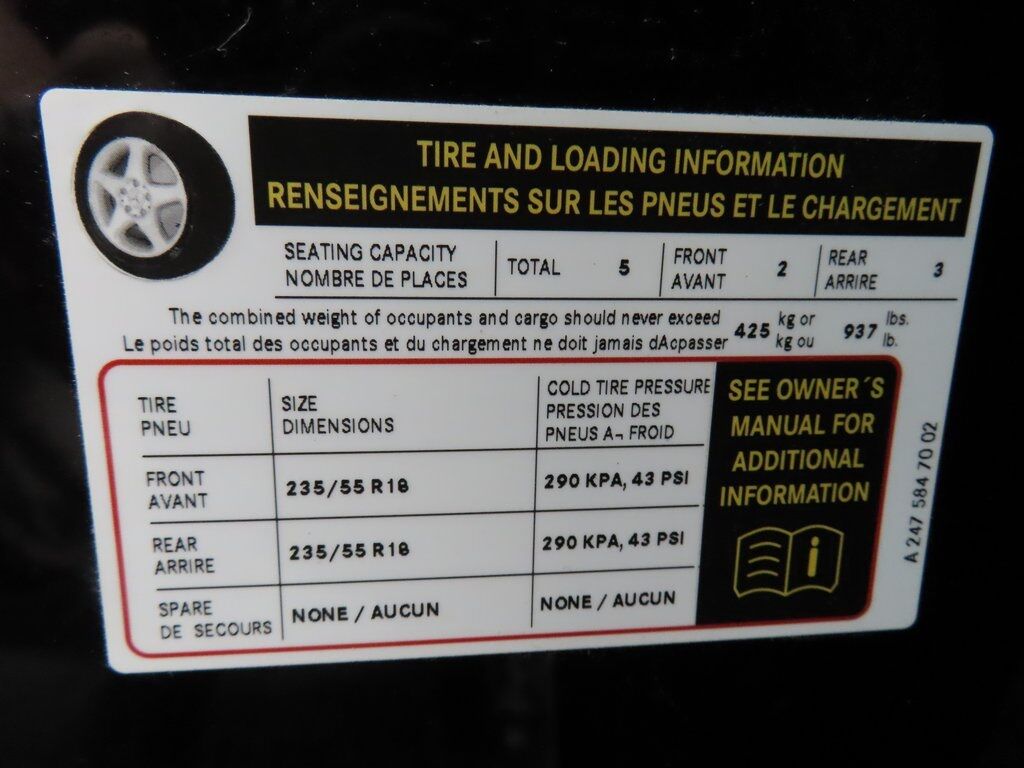 TIRE AND LOADING INFORMATION
RENSEIGNEMENTS SUR LES PNEUS ET LE CHARGEMENT
SEATING CAPACITY
NOMBRE DE PLACES
TOTAL 5
FRONT
AVANT
2
REAR
ARRIRE
3
The combined weight of occupants and cargo should never exceed
Le poids total des occupants et du chargement ne doit jamais dAcpasser
425 kg or
kg ou
937 lbs.
lb.
TIRE
PNEU
SIZE
DIMENSIONS
COLD TIRE PRESSURE
PRESSION DES
PNEUS A¬ FROID
FRONT
AVANT
235/55 R18
290 KPA, 43 PSI
REAR
ARRIRE
235/55 R18
290 KPA, 43 PSI
SPARE
DE SECOURS
NONE / AUCUN
NONE / AUCUN
SEE OWNER´S
MANUAL FOR
ADDITIONAL
INFORMATION
i
A 247 584 70 02